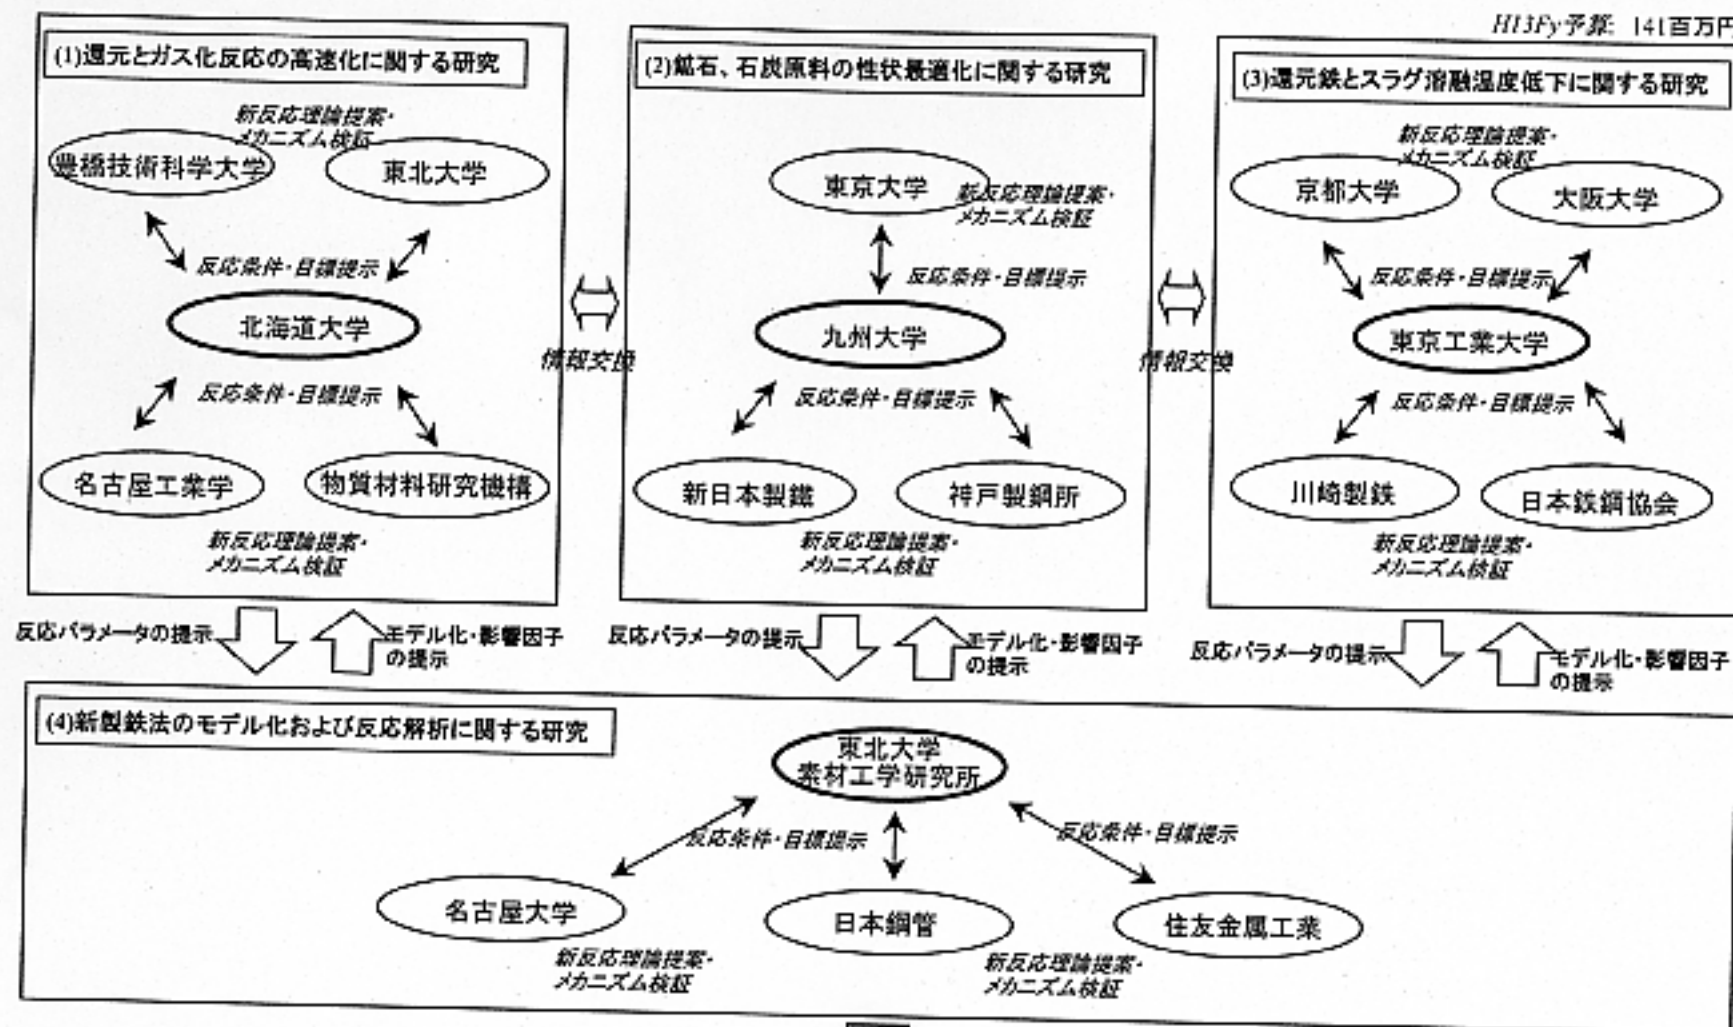 H13Fy予算: 141百万円
(1)還元とガス化反応の高速化に関する研究
新反応理論提案・
メカニズム検証
豊橋技術科学大学
東北大学
反応条件・目標提示
北海道大学
反応条件・目標提示
名古屋工業学
物質材料研究機構
新反応理論提案・
メカニズム検証
情報交換
(2)鉱石、石炭原料の性状最適化に関する研究
東京大学
新反応理論提案・
メカニズム検証
反応条件・目標提示
九州大学
反応条件・目標提示
新日本製鐵
神戸製鋼所
新反応理論提案・
メカニズム検証
情報交換
(3)還元鉄とスラグ溶融温度低下に関する研究
新反応理論提案・
メカニズム検証
京都大学
大阪大学
反応条件・目標提示
東京工業大学
反応条件・目標提示
川崎製鉄
日本鉄鋼協会
新反応理論提案・
メカニズム検証
反応パラメータの提示
モデル化・影響因子
の提示
反応パラメータの提示
モデル化・影響因子
の提示
反応パラメータの提示
モデル化・影響因子
の提示
(4)新製鉄法のモデル化および反応解析に関する研究
東北大学
素材工学研究所
反応条件・目標提示
反応条件・目標提示
名古屋大学
日本鋼管
住友金属工業
新反応理論提案・
メカニズム検証
新反応理論提案・
メカニズム検証